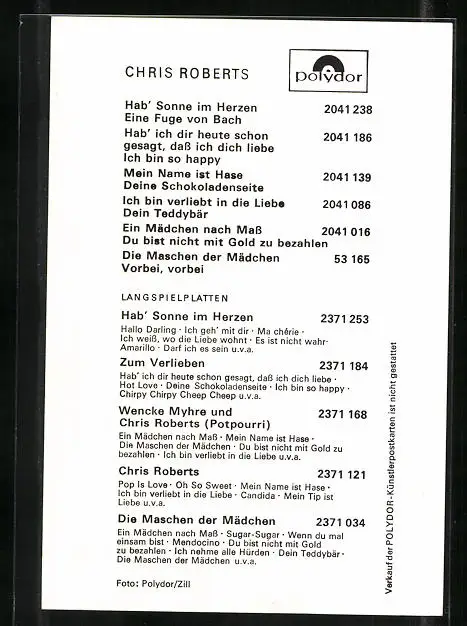 CHRIS ROBERTS
polydor
Hab' Sonne im Herzen 2041 238
Eine Fuge von Bach
Hab' ich dir heute schon 2041 186
gesagt, daß ich dich liebe
Ich bin so happy
Mein Name ist Hase 2041 139
Deine Schokoladenseite
Ich bin verliebt in die Liebe 2041 086
Dein Teddybär
Ein Mädchen nach Maß 2041 016
Du bist nicht mit Gold zu bezahlen
Die Maschen der Mädchen 53 165
Vorbei, vorbei
LANGSPIELPLATTEN
Hab' Sonne im Herzen 2371 253
Hallo Darling · Ich geh' mit dir · Ma chérie ·
Ich weiß, wo die Liebe wohnt · Es ist nicht wahr·
Amarillo · Darf ich es sein u.v.a.
Zum Verlieben 2371 184
Hab' ich dir heute schon gesagt, daß ich dich liebe ·
Hot Love · Deine Schokoladenseite · Ich bin so happy ·
Chirpy Chirpy Cheep Cheep u.v.a.
Wencke Myhre und 2371 168
Chris Roberts (Potpourri)
Ein Mädchen nach Maß · Mein Name ist Hase ·
Die Maschen der Mädchen · Du bist nicht mit Gold zu
bezahlen · Ich bin verliebt in die Liebe u.v.a.
Chris Roberts 2371 121
Pop Is Love · Oh So Sweet · Mein Name ist Hase ·
Ich bin verliebt in die Liebe · Candida · Mein Tip ist
Liebe u.v.a.
Die Maschen der Mädchen 2371 034
Ein Mädchen nach Maß · Sugar-Sugar · Wenn du mal
einsam bist · Mendocino · Du bist nicht mit Gold
zu bezahlen · Ich nehme alle Hürden · Dein Teddybär ·
Die Maschen der Mädchen u.v.a.
Foto: Polydor/Zill
Verkauf der POLYDOR-Künstlerpostkarten ist nicht gestattet